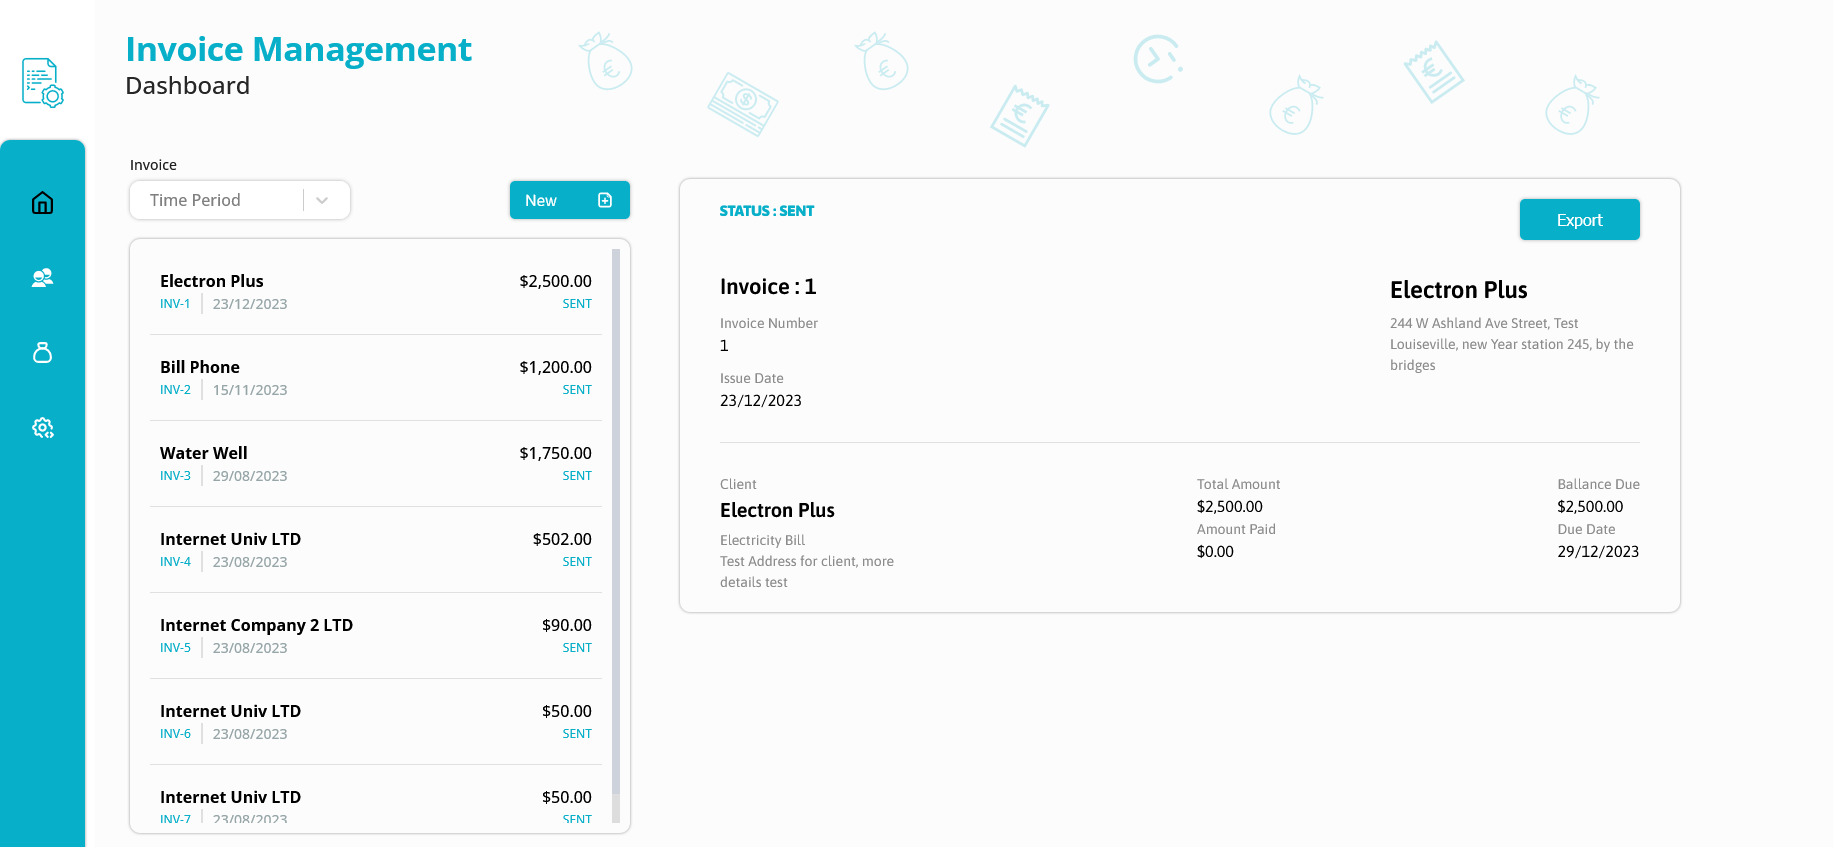 Invoice Management
Dashboard
Invoice
Time Period
New
Electron Plus $2,500.00
INV-1 23/12/2023 SENT
Bill Phone $1,200.00
INV-2 15/11/2023 SENT
Water Well $1,750.00
INV-3 29/08/2023 SENT
Internet Univ LTD $502.00
INV-4 23/08/2023 SENT
Internet Company 2 LTD $90.00
INV-5 23/08/2023 SENT
Internet Univ LTD $50.00
INV-6 23/08/2023 SENT
Internet Univ LTD $50.00
INV-7 23/08/2023 SENT
STATUS : SENT
Export
Invoice : 1
Invoice Number
1
Issue Date
23/12/2023
Electron Plus
244 W Ashland Ave Street, Test
Louiseville, new Year station 245, by the
bridges
Client
Electron Plus
Electricity Bill
Test Address for client, more
details test
Total Amount
$2,500.00
Amount Paid
$0.00
Ballance Due
$2,500.00
Due Date
29/12/2023